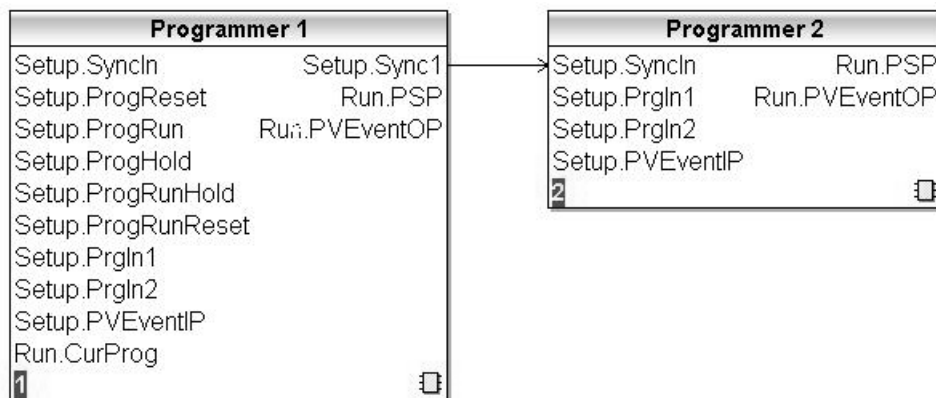 Programmer 1
Setup.SyncIn Setup.Sync1
Setup.ProgReset Run.PSP
Setup.ProgRun Run.PVEventOP
Setup.ProgHold
Setup.ProgRunHold
Setup.ProgRunReset
Setup.PrgIn1
Setup.PrgIn2
Setup.PVEventIP
Run.CurProg
1
Programmer 2
Setup.SyncIn Run.PSP
Setup.PrgIn1 Run.PVEventOP
Setup.PrgIn2
Setup.PVEventIP
2